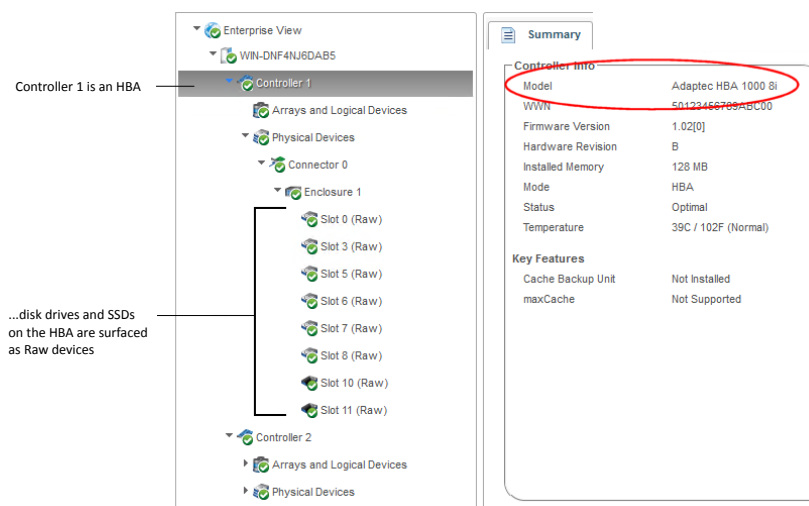 Controller 1 is an HBA
...disk drives and SSDs
on the HBA are surfaced
as Raw devices
Enterprise View
WIN-DNF4NJ6DAB5
Controller 1
Arrays and Logical Devices
Physical Devices
Connector 0
Enclosure 1
Slot 0 (Raw)
Slot 3 (Raw)
Slot 5 (Raw)
Slot 6 (Raw)
Slot 7 (Raw)
Slot 8 (Raw)
Slot 10 (Raw)
Slot 11 (Raw)
Controller 2
Arrays and Logical Devices
Physical Devices
Summary
Controller Info
Model Adaptec HBA 1000 8i
WWN 50123456789ABC00
Firmware Version 1.02[0]
Hardware Revision B
Installed Memory 128 MB
Mode HBA
Status Optimal
Temperature 39C / 102F (Normal)
Key Features
Cache Backup Unit Not Installed
maxCache Not Supported